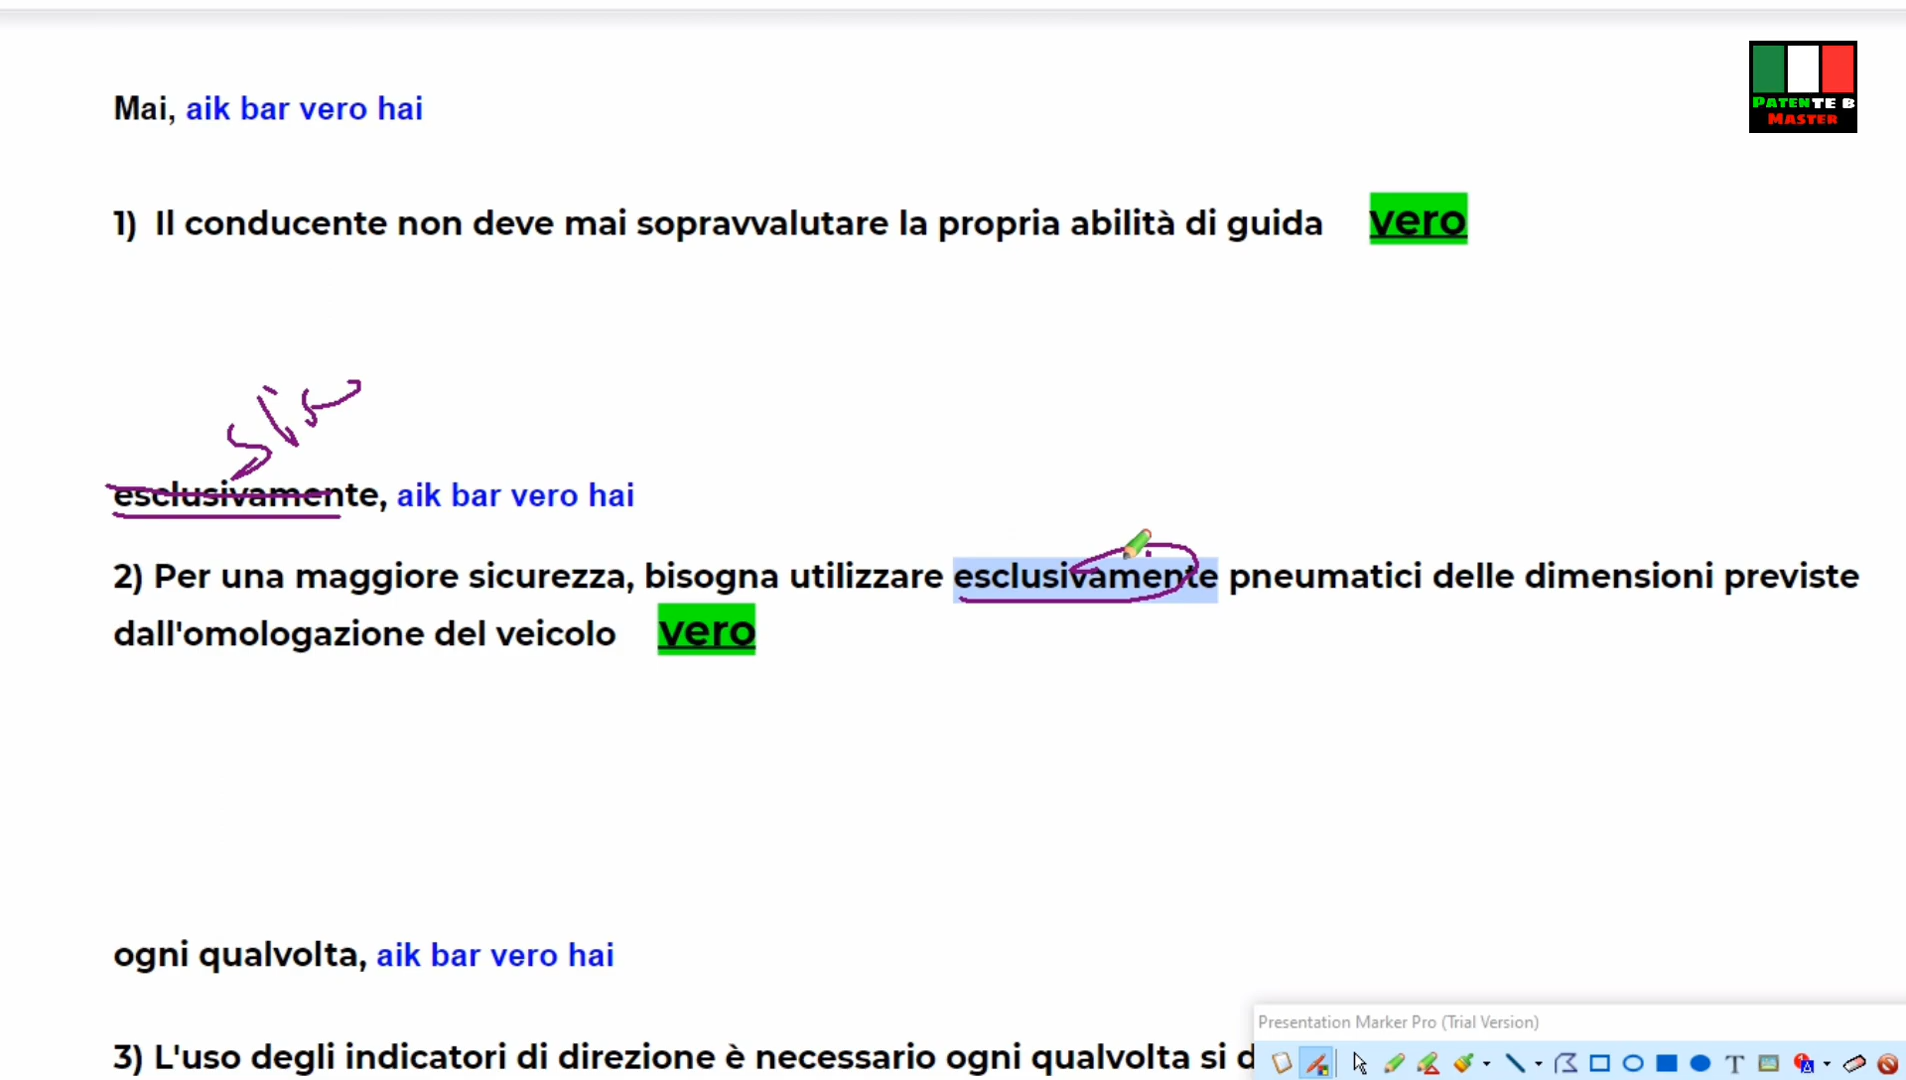 PATENTE B
MASTER
Mai, aik bar vero hai
1) Il conducente non deve mai sopravvalutare la propria abilità di guida vero
esclusivamente, aik bar vero hai
2) Per una maggiore sicurezza, bisogna utilizzare esclusivamente pneumatici delle dimensioni previste
dall'omologazione del veicolo vero
ogni qualvolta, aik bar vero hai
3) L'uso degli indicatori di direzione è necessario ogni qualvolta si d
Presentation Marker Pro (Trial Version)